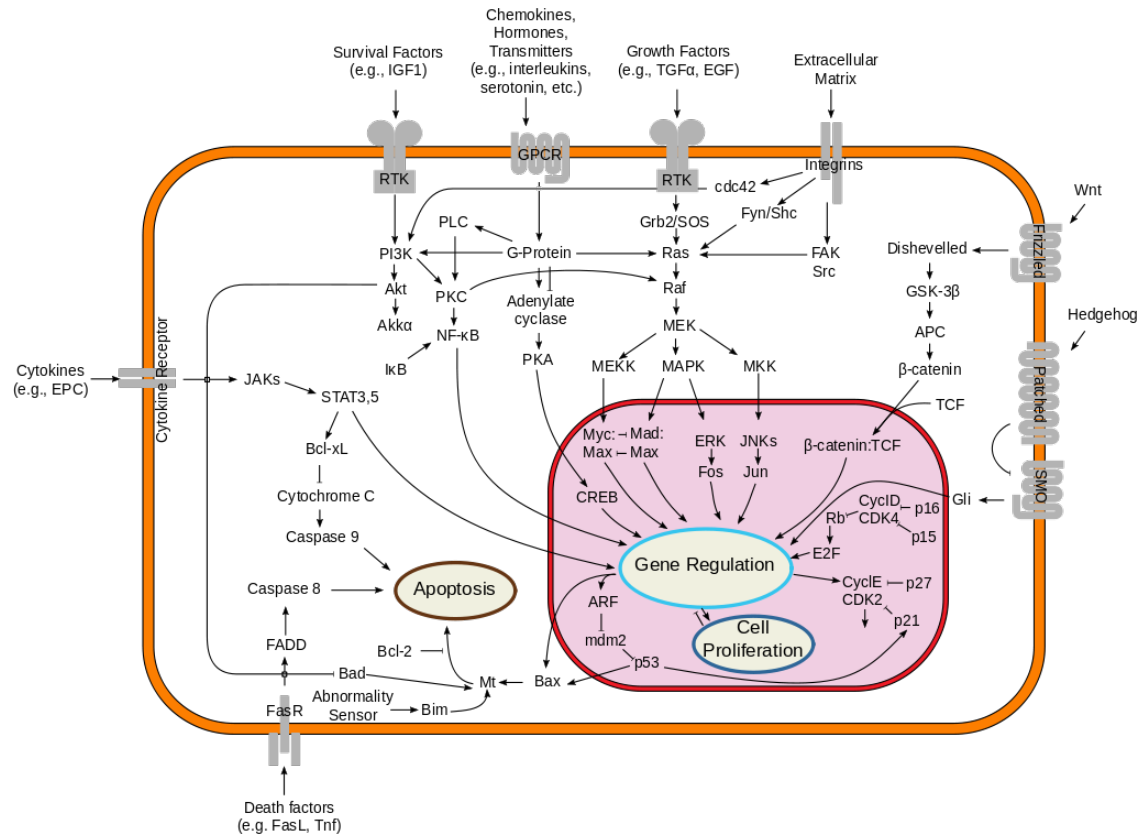 Chemokines,
Hormones,
Transmitters
(e.g., interleukins,
serotonin, etc.)
Survival Factors
(e.g., IGF1)
Growth Factors
(e.g., TGFα, EGF)
Extracellular
Matrix
RTK
GPCR
RTK
Integrins
cdc42
Wnt
Fyn/Shc
Grb2/SOS
PLC
Frizzled
Dishevelled
PI3K
G-Protein
Ras
FAK
Src
Akt
PKC
Adenylate
cyclase
Raf
GSK-3β
Akkα
NF-κB
MEK
APC
Hedgehog
IκB
PKA
MEKK
MAPK
MKK
β-catenin
Patched
Cytokines
(e.g., EPC)
Cytokine Receptor
JAKs
STAT3,5
TCF
Myc:
Mad:
Max
Max
ERK
JNKs
β-catenin:TCF
Bcl-xL
Fos
Jun
SMO
Cytochrome C
CREB
Gli
CycID
CDK4
p16
Rb
p15
Caspase 9
E2F
Gene Regulation
Caspase 8
Apoptosis
CyclE
CDK2
p27
ARF
p21
Cell
Proliferation
mdm2
FADD
Bcl-2
p53
Bad
Mt
Bax
Abnormality
Sensor
Bim
FasR
Death factors
(e.g. FasL, Tnf)